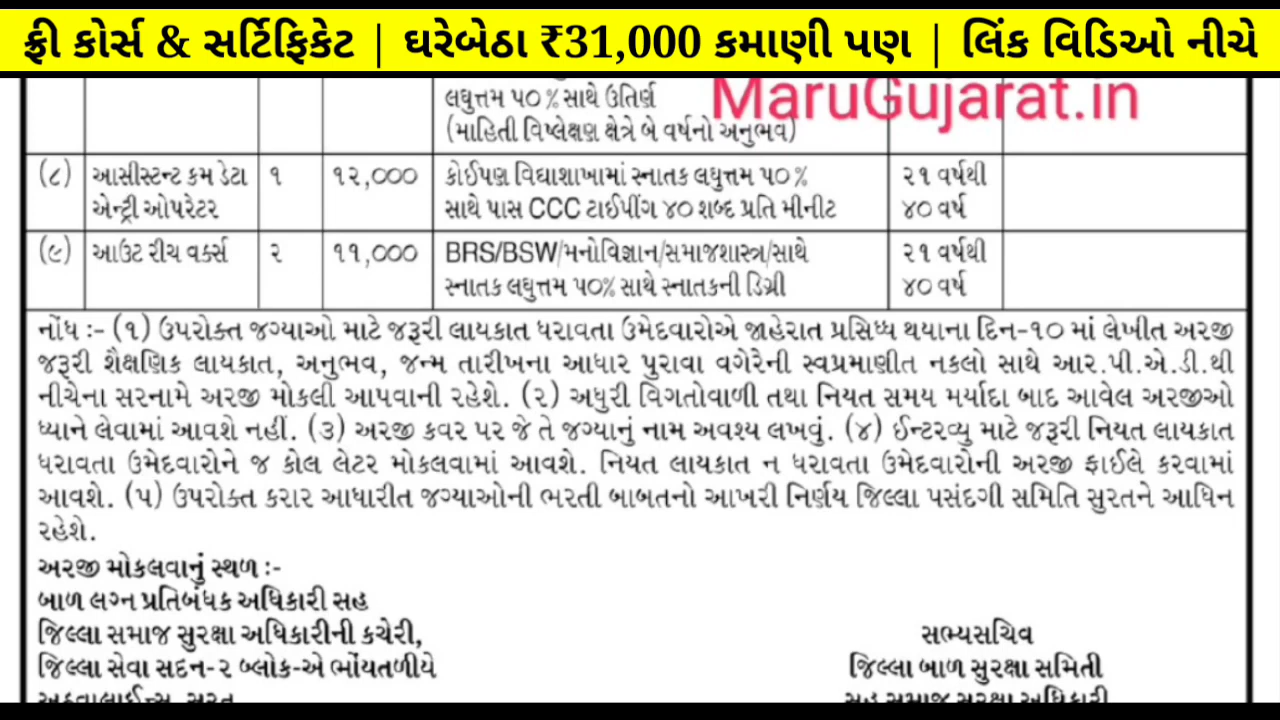 ફ્રી કોર્સ & સર્ટિફિકેટ | ઘરેબેઠા ₹31,000 કમાણી પણ | લિંક વિડિઓ નીચે
MaruGujarat.in
લઘુત્તમ ૫૦% સાથે ઉતિર્ણ
(માહિતી વિષ્લેક્ષણ ક્ષેત્રે બે વર્ષનો અનુભવ)
(૮) આસીસ્ટન્ટ કમ ડેટા ૧ ૧૨,૦૦૦ કોઈપણ વિદ્યાશાખામાં સ્નાતક લઘુત્તમ ૫૦% ૨૧ વર્ષથી
એન્ટ્રી ઓપરેટર સાથે પાસ CCC ટાઈપીંગ ૪૦ શબ્દ પ્રતિ મીનીટ ૪૦ વર્ષ
(૯) આઉટ રીચ વર્ક્સ ૨ ૧૧,૦૦૦ BRS/BSW/મનોવિજ્ઞાન/સમાજશાસ્ત્ર/સાથે ૨૧ વર્ષથી
સ્નાતક લઘુત્તમ ૫૦% સાથે સ્નાતકની ડિગ્રી ૪૦ વર્ષ
નોંધ :- (૧) ઉપરોક્ત જગ્યાઓ માટે જરૂરી લાયકાત ધરાવતા ઉમેદવારોએ જાહેરાત પ્રસિધ્ધ થયાના દિન-૧૦ માં લેખીત અરજી
જરૂરી શૈક્ષણિક લાયકાત, અનુભવ, જન્મ તારીખના આધાર પુરાવા વગેરેની સ્વપ્રમાણીત નકલો સાથે આર.પી.એ.ડી.થી
નીચેના સરનામે અરજી મોકલી આપવાની રહેશે. (૨) અધુરી વિગતોવાળી તથા નિયત સમય મર્યાદા બાદ આવેલ અરજીઓ
ધ્યાને લેવામાં આવશે નહીં. (૩) અરજી કવર પર જે તે જગ્યાનું નામ અવશ્ય લખવું. (૪) ઈન્ટરવ્યુ માટે જરૂરી નિયત લાયકાત
ધરાવતા ઉમેદવારોને જ કોલ લેટર મોકલવામાં આવશે. નિયત લાયકાત ન ધરાવતા ઉમેદવારોની અરજી ફાઈલે કરવામાં
આવશે. (૫) ઉપરોક્ત કરાર આધારીત જગ્યાઓની ભરતી બાબતનો આખરી નિર્ણય જિલ્લા પસંદગી સમિતિ સુરતને આધિન
રહેશે.
અરજી મોકલવાનું સ્થળ :-
બાળ લગ્ન પ્રતિબંધક અધિકારી સહ
જિલ્લા સમાજ સુરક્ષા અધિકારીની કચેરી,
જિલ્લા સેવા સદન-૨ બ્લોક-એ ભોંયતળીયે
અઠવાલાઈન્સ, સુરત
સભ્યસચિવ
જિલ્લા બાળ સુરક્ષા સમિતી
સહ સમાજ સુરક્ષા અધિકારી